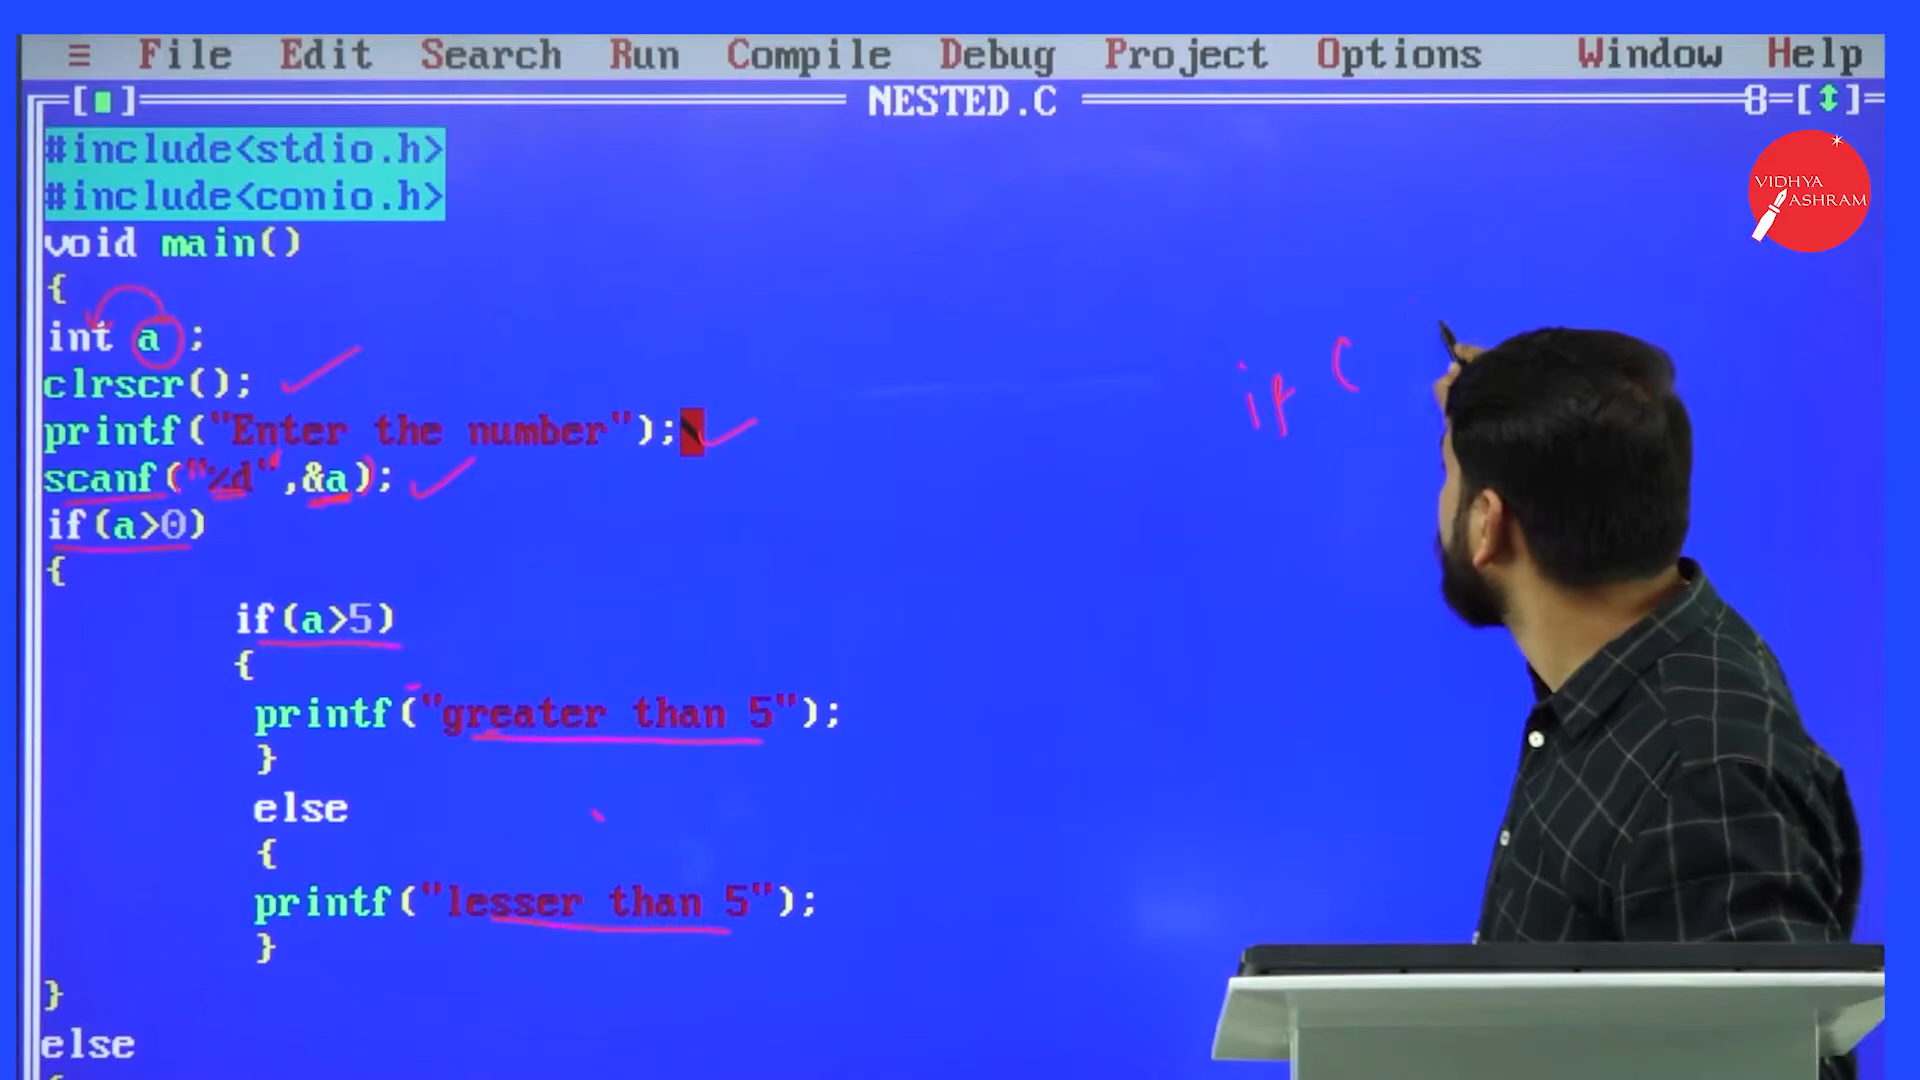 ≡ File Edit Search Run Compile Debug Project Options Window Help
[■] NESTED.C 8=[↕]
VIDHYA
ASHRAM
#include<stdio.h>
#include<conio.h>
void main()
{
int a ;
clrscr();
printf("Enter the number");
scanf("%d",&a);
if(a>0)
{
if(a>5)
{
printf("greater than 5");
}
else
{
printf("lesser than 5");
}
}
else
{
if (